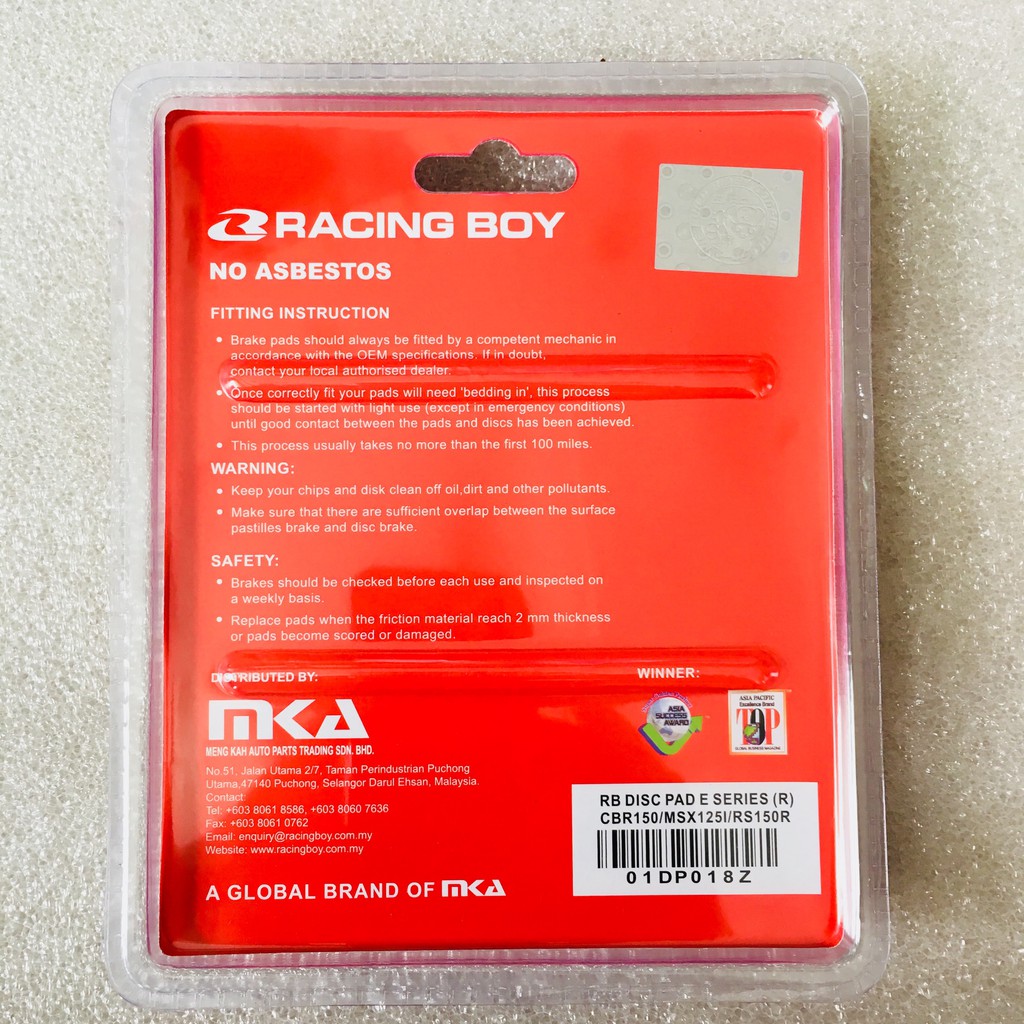 RACING BOY
NO ASBESTOS
FITTING INSTRUCTION
• Brake pads should always be fitted by a competent mechanic in
accordance with the OEM specifications. If in doubt,
contact your local authorised dealer.
• Once correctly fit your pads will need 'bedding in', this process
should be started with light use (except in emergency conditions)
until good contact between the pads and discs has been achieved.
• This process usually takes no more than the first 100 miles.
WARNING:
• Keep your chips and disk clean off oil,dirt and other pollutants.
• Make sure that there are sufficient overlap between the surface
pastilles brake and disc brake.
SAFETY:
• Brakes should be checked before each use and inspected on
a weekly basis.
• Replace pads when the friction material reach 2 mm thickness
or pads become scored or damaged.
DISTRIBUTED BY:
MKA
MENG KAH AUTO PARTS TRADING SDN. BHD.
No.51, Jalan Utama 2/7, Taman Perindustrian Puchong
Utama,47140 Puchong, Selangor Darul Ehsan, Malaysia.
Contact:
Tel: +603 8061 8586, +603 8060 7636
Fax: +603 8061 0762
Email: enquiry@racingboy.com.my
Website: www.racingboy.com.my
A GLOBAL BRAND OF MKA
WINNER:
ASIA
SUCCESS
AWARD
ASIA PACIFIC
Excellence Brand
TOP
GLOBAL BUSINESS MAGAZINE
RB DISC PAD E SERIES (R)
CBR150/MSX125I/RS150R
01DP018Z